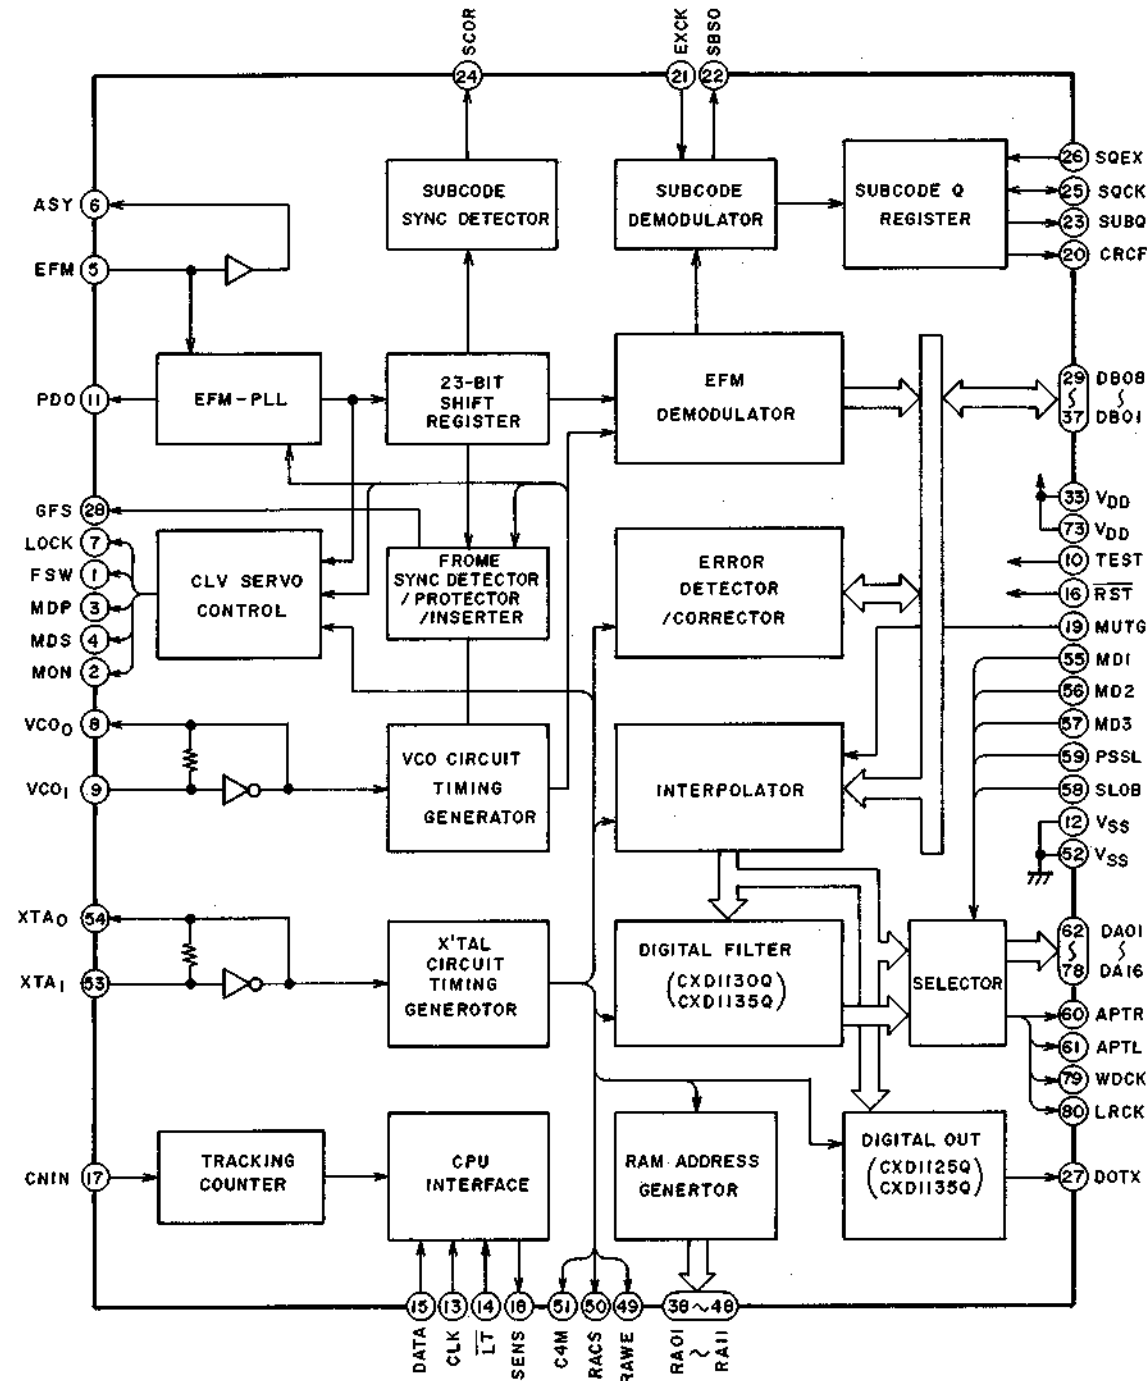 SCOR
EXCK
SBSO
24
21
22
SUBCODE
SYNC DETECTOR
SUBCODE
DEMODULATOR
SUBCODE Q
REGISTER
26 SQEX
25 SQCK
23 SUBQ
20 CRCF
ASY 6
EFM 5
PDO 11
EFM-PLL
23-BIT
SHIFT
REGISTER
EFM
DEMODULATOR
29 DB08
~
37 DB01
33 VDD
73 VDD
10 TEST
16 RST
19 MUTG
55 MD1
56 MD2
57 MD3
59 PSSL
58 SLOB
12 VSS
52 VSS
GFS 28
LOCK 7
FSW 1
MDP 3
MDS 4
MON 2
CLV SERVO
CONTROL
FROME
SYNC DETECTOR
/PROTECTOR
/INSERTER
ERROR
DETECTOR
/CORRECTOR
VCOO 8
VCOI 9
VCO CIRCUIT
TIMING
GENERATOR
INTERPOLATOR
XTAO 54
XTAI 53
X'TAL
CIRCUIT
TIMING
GENEROTOR
DIGITAL FILTER
(CXD1130Q
CXD1135Q)
SELECTOR
62 DA01
~
78 DA16
60 APTR
61 APTL
79 WDCK
80 LRCK
CNIN 17
TRACKING
COUNTER
CPU
INTERFACE
RAM ADDRESS
GENERTOR
DIGITAL OUT
(CXD1125Q
CXD1135Q)
27 DOTX
15
13
14
18
51
50
49
38~48
DATA
CLK
LT
SENS
C4M
RACS
RAWE
RA01
~
RA11